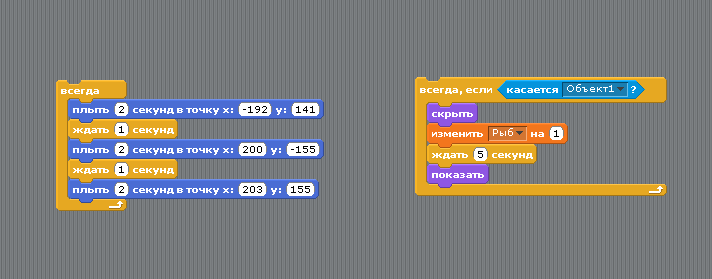 всегда
плыть 2 секунд в точку x: -192 y: 141
ждать 1 секунд
плыть 2 секунд в точку x: 200 y: -155
ждать 1 секунд
плыть 2 секунд в точку x: 203 y: 155
всегда, если касается Объект1 ?
скрыть
изменить Рыб на 1
ждать 5 секунд
показать